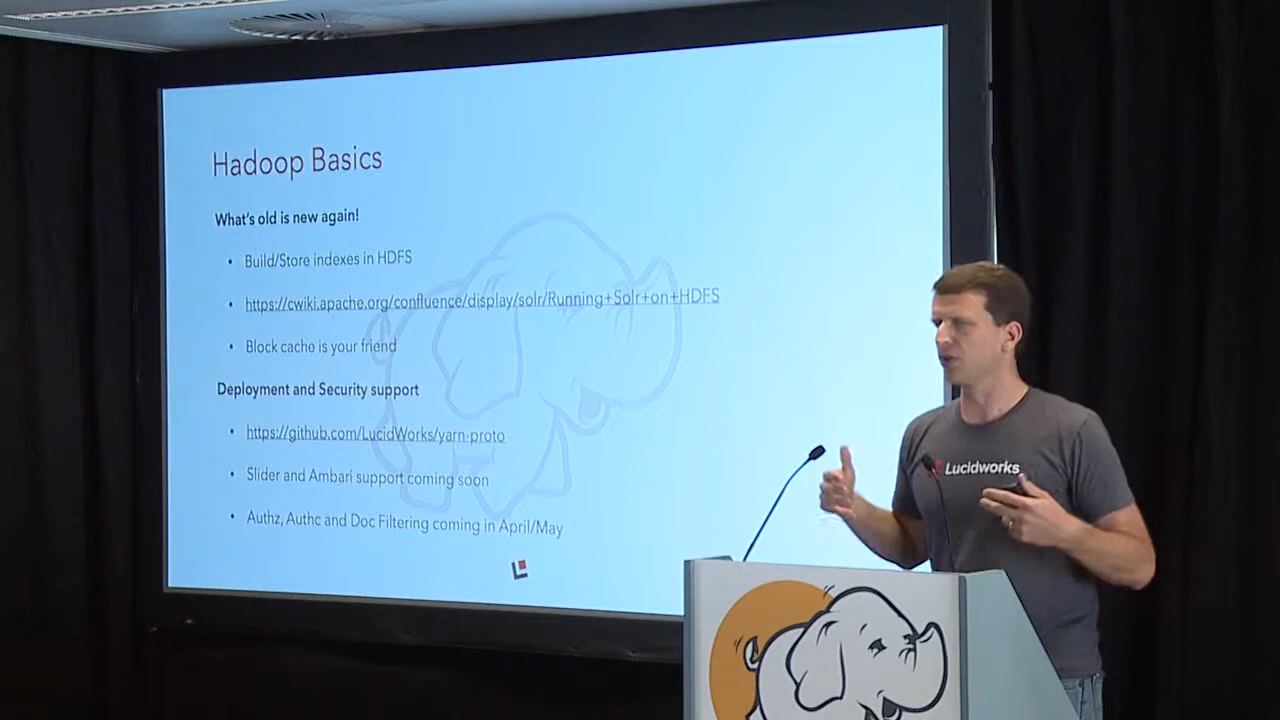 Hadoop Basics
What's old is new again!
• Build/Store indexes in HDFS
• https://cwiki.apache.org/confluence/display/solr/Running+Solr+on+HDFS
• Block cache is your friend
Deployment and Security support
• https://github.com/LucidWorks/yarn-proto
• Slider and Ambari support coming soon
• Authz, Authc and Doc Filtering coming in April/May
Lucidworks